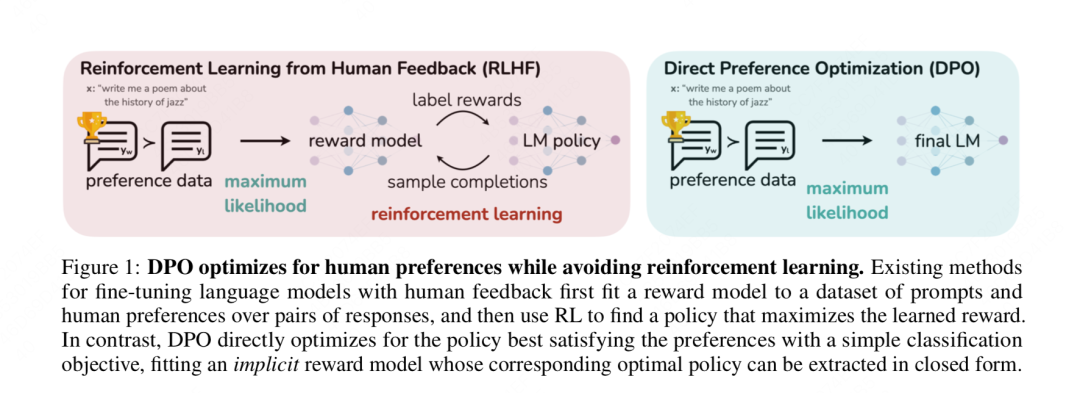 Reinforcement Learning from Human Feedback (RLHF)
x: "write me a poem about
the history of jazz"
label rewards
yw > yl
reward model
LM policy
preference data
maximum
likelihood
sample completions
reinforcement learning
Direct Preference Optimization (DPO)
x: "write me a poem about
the history of jazz"
yw > yl
final LM
preference data
maximum
likelihood
Figure 1: DPO optimizes for human preferences while avoiding reinforcement learning. Existing methods
for fine-tuning language models with human feedback first fit a reward model to a dataset of prompts and
human preferences over pairs of responses, and then use RL to find a policy that maximizes the learned reward.
In contrast, DPO directly optimizes for the policy best satisfying the preferences with a simple classification
objective, fitting an implicit reward model whose corresponding optimal policy can be extracted in closed form.